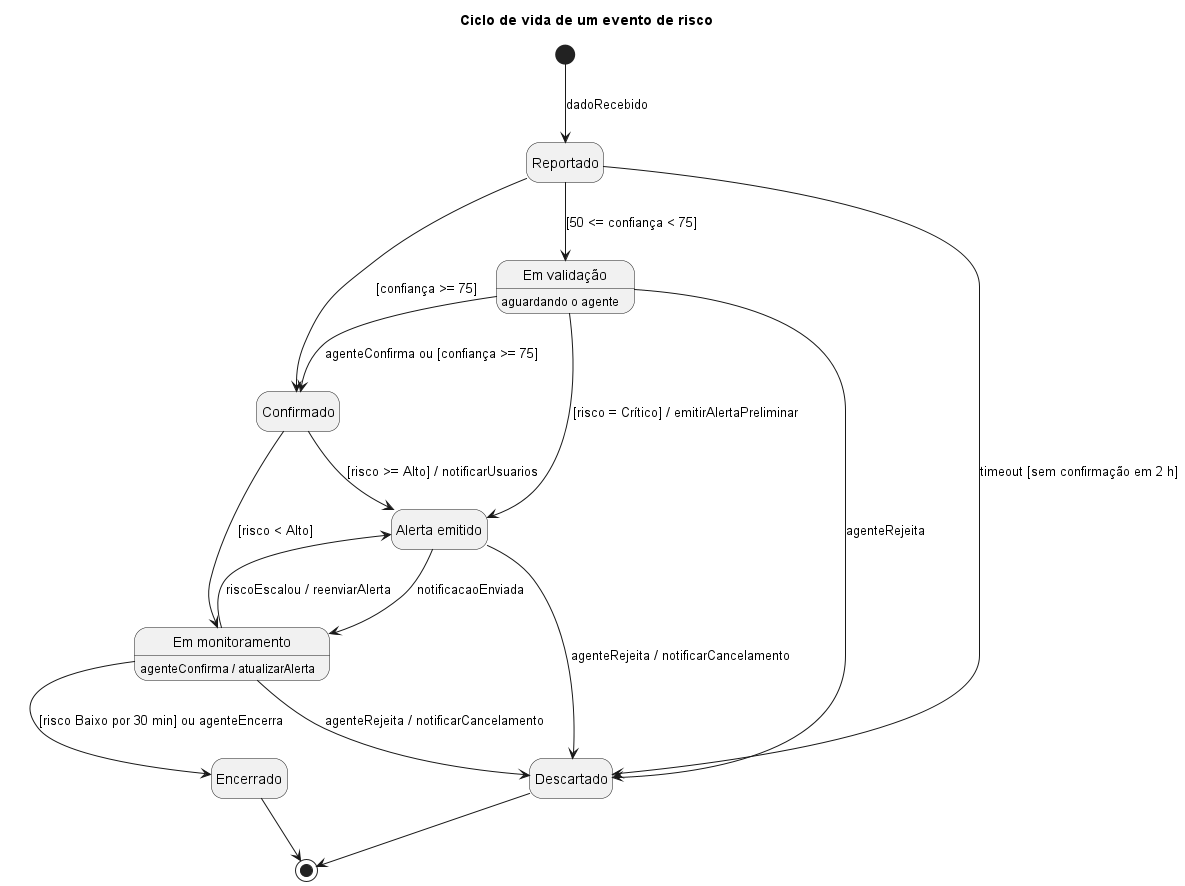 Ciclo de vida de um evento de risco
dadoRecebido
Reportado
[50 <= confiança < 75]
Em validação
aguardando o agente
[confiança >= 75]
agenteConfirma ou [confiança >= 75]
Confirmado
[risco = Crítico] / emitirAlertaPreliminar
[risco >= Alto] / notificarUsuarios
timeout [sem confirmação em 2 h]
[risco < Alto]
Alerta emitido
agenteRejeita
riscoEscalou / reenviarAlerta
notificacaoEnviada
Em monitoramento
agenteConfirma / atualizarAlerta
agenteRejeita / notificarCancelamento
[risco Baixo por 30 min] ou agenteEncerra
agenteRejeita / notificarCancelamento
Encerrado
Descartado